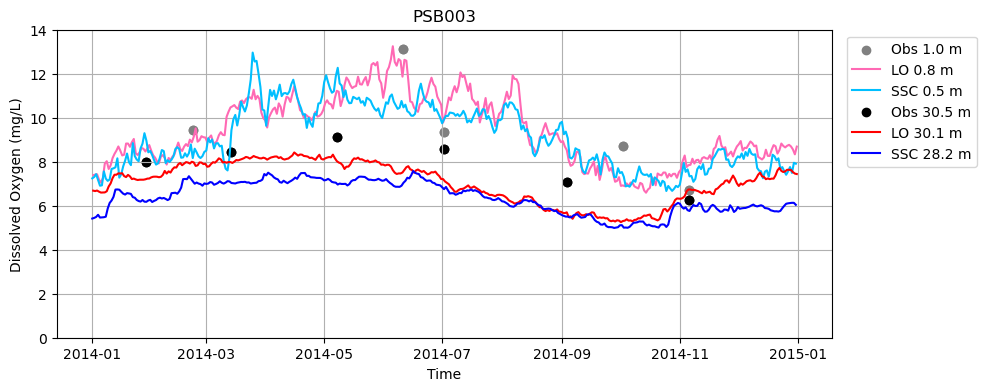 PSB003
14
12
10
8
6
4
2
0
Dissolved Oxygen (mg/L)
2014-01
2014-03
2014-05
2014-07
2014-09
2014-11
2015-01
Time
Obs 1.0 m
LO 0.8 m
SSC 0.5 m
Obs 30.5 m
LO 30.1 m
SSC 28.2 m